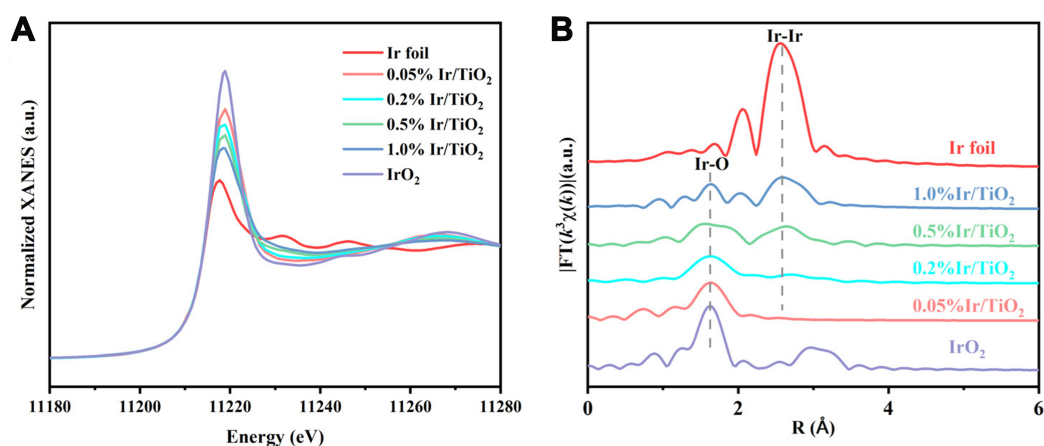 A
Normalized XANES (a.u.)
Ir foil
0.05% Ir/TiO₂
0.2% Ir/TiO₂
0.5% Ir/TiO₂
1.0% Ir/TiO₂
IrO₂
11180 11200 11220 11240 11260 11280
Energy (eV)
B
|FT(k³χ(k))|(a.u.)
Ir-Ir
Ir foil
Ir-O
1.0%Ir/TiO₂
0.5%Ir/TiO₂
0.2%Ir/TiO₂
0.05%Ir/TiO₂
IrO₂
0 2 4 6
R (Å)